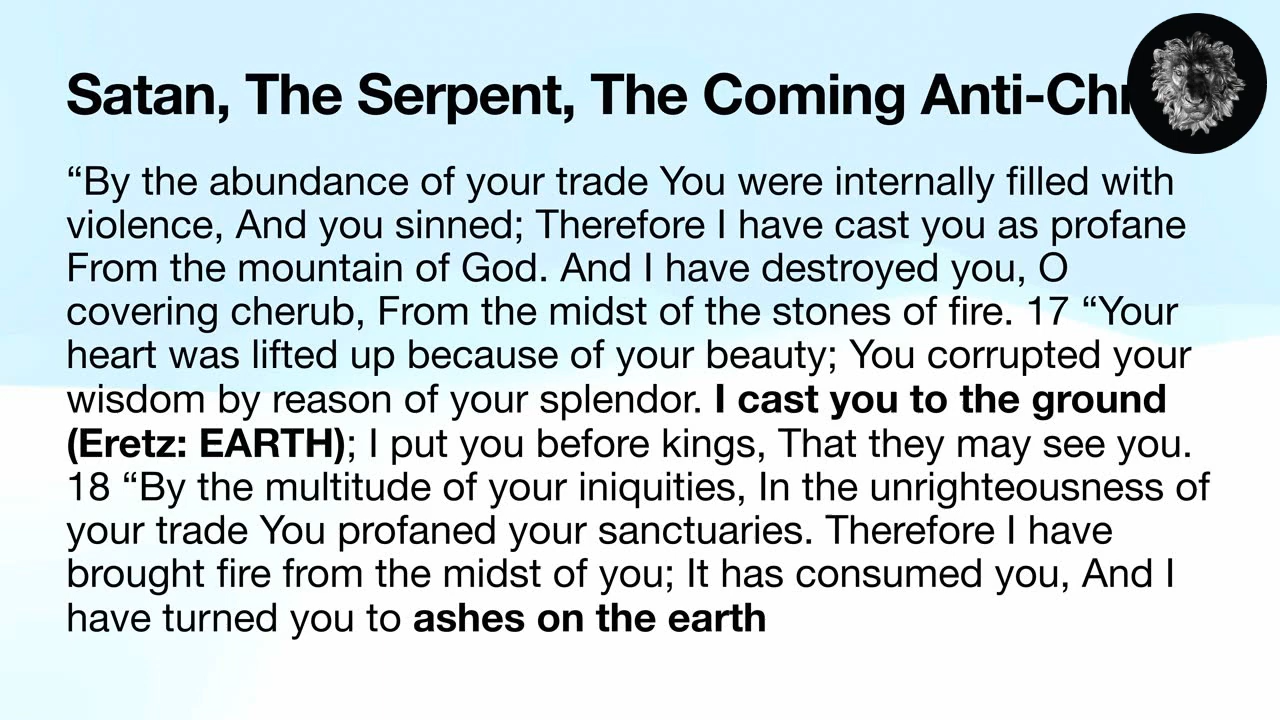 Satan, The Serpent, The Coming Anti-Chr
“By the abundance of your trade You were internally filled with
violence, And you sinned; Therefore I have cast you as profane
From the mountain of God. And I have destroyed you, O
covering cherub, From the midst of the stones of fire. 17 “Your
heart was lifted up because of your beauty; You corrupted your
wisdom by reason of your splendor. I cast you to the ground
(Eretz: EARTH); I put you before kings, That they may see you.
18 “By the multitude of your iniquities, In the unrighteousness of
your trade You profaned your sanctuaries. Therefore I have
brought fire from the midst of you; It has consumed you, And I
have turned you to ashes on the earth